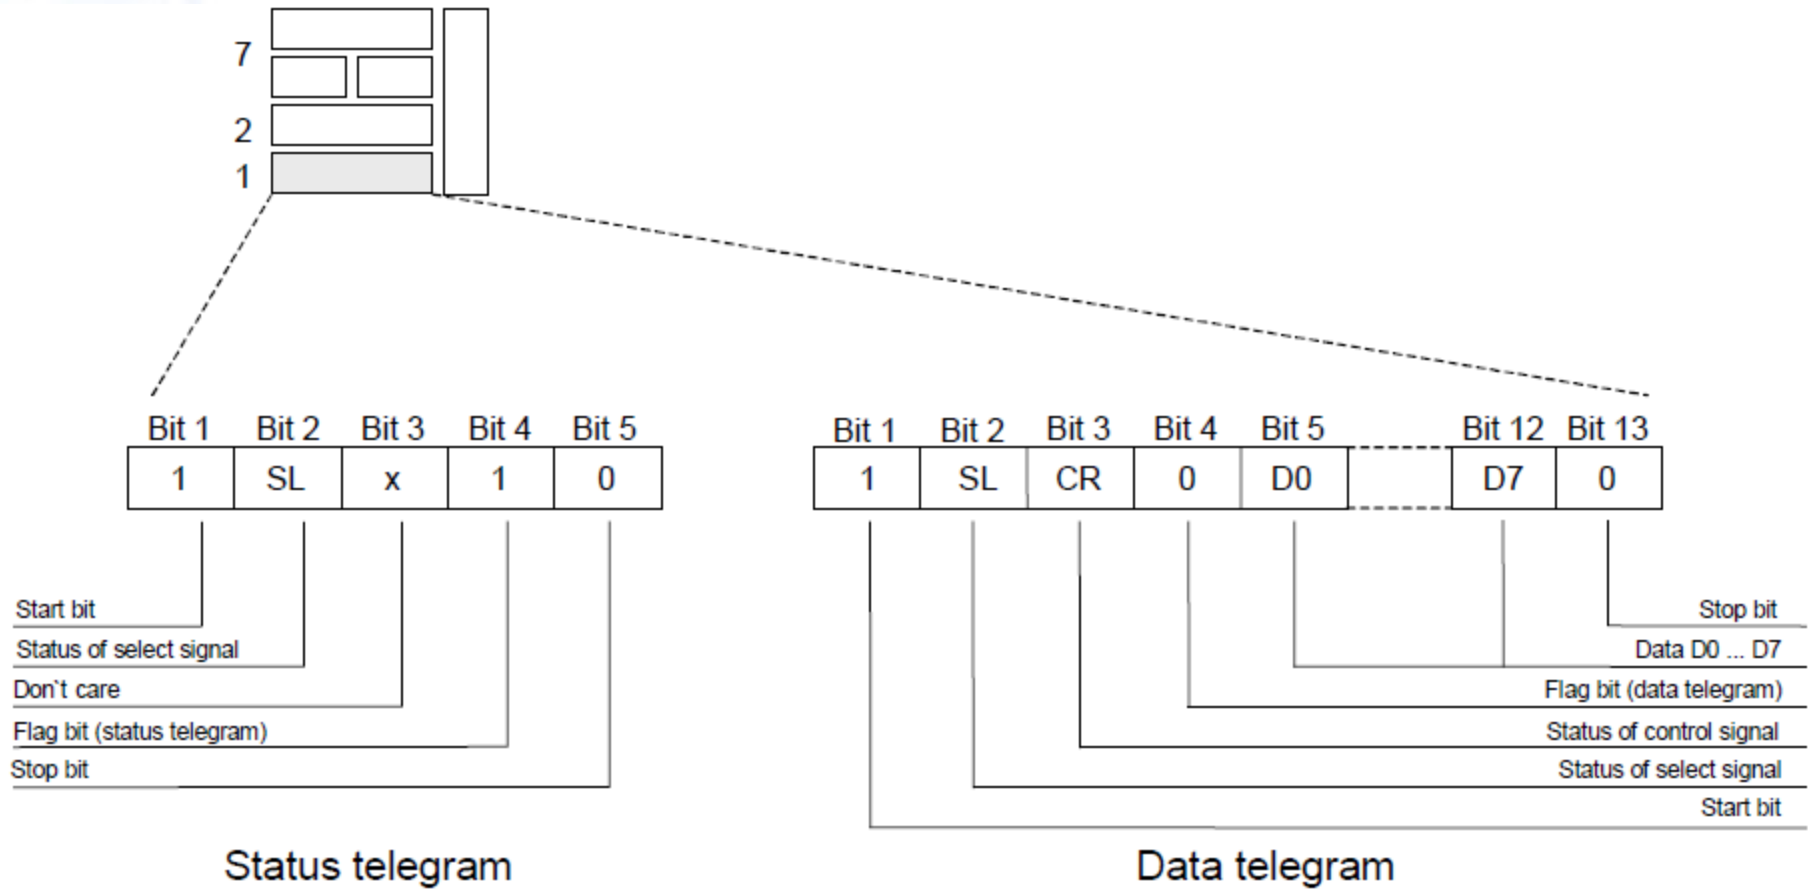 7
2
1
Bit 1 Bit 2 Bit 3 Bit 4 Bit 5
1 SL x 1 0
Start bit
Status of select signal
Don`t care
Flag bit (status telegram)
Stop bit
Status telegram
Bit 1 Bit 2 Bit 3 Bit 4 Bit 5 Bit 12 Bit 13
1 SL CR 0 D0 D7 0
Stop bit
Data D0 ... D7
Flag bit (data telegram)
Status of control signal
Status of select signal
Start bit
Data telegram